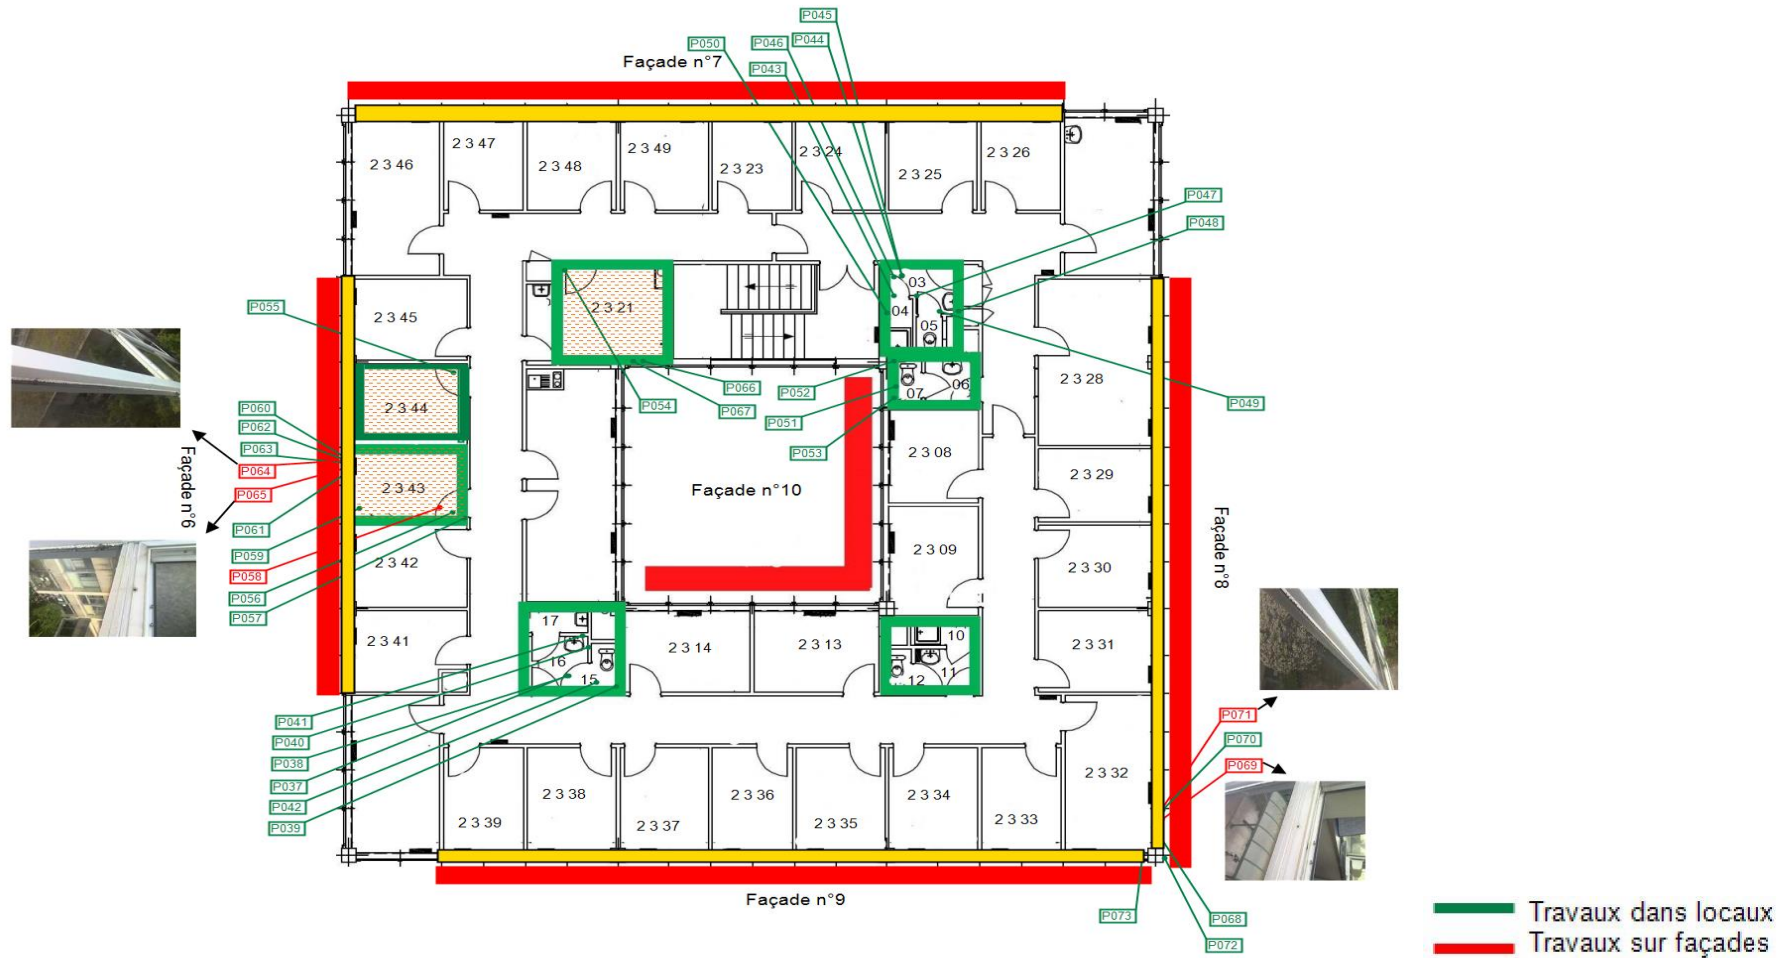 P045
P050
P046
P044
Façade n°7
P043
2 3 46
2 3 47
2 3 48
2 3 49
2 3 23
2 3 24
2 3 25
2 3 26
P047
P048
P055
2 3 45
2 3 21
03
04
05
2 3 28
P066
P052
06
07
P054
P067
P051
P049
2 3 44
P060
P062
P063
P064
P065
P061
P059
P058
P056
P057
Façade n°6
2 3 43
P053
2 3 08
2 3 29
Façade n°10
Façade n°8
2 3 42
2 3 09
2 3 30
2 3 41
17
16
15
2 3 14
2 3 13
10
11
12
2 3 31
P041
P040
P038
P037
P042
P039
P071
P070
P069
2 3 39
2 3 38
2 3 37
2 3 36
2 3 35
2 3 34
2 3 33
2 3 32
Façade n°9
P073
P068
P072
Travaux dans locaux
Travaux sur façades